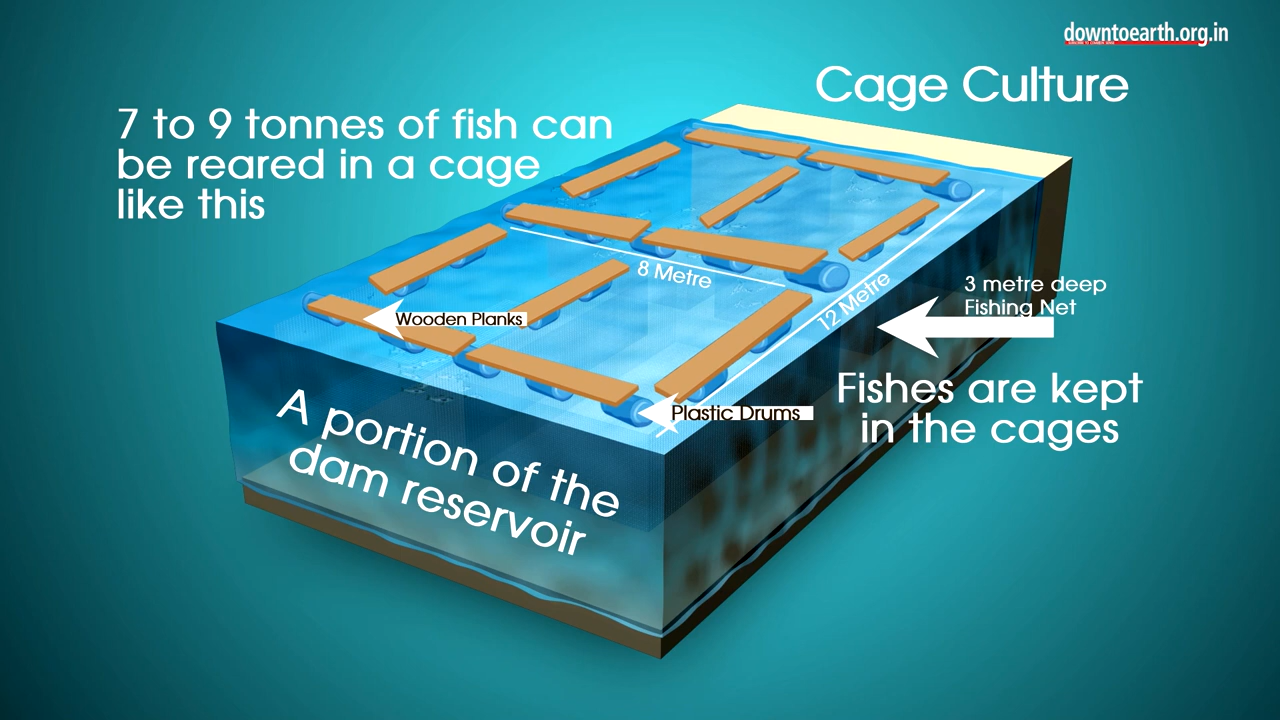 downtoearth.org.in
Cage Culture
7 to 9 tonnes of fish can
be reared in a cage
like this
8 Metre
12 Metre
3 metre deep
Fishing Net
Wooden Planks
Plastic Drums
Fishes are kept
in the cages
A portion of the
dam reservoir